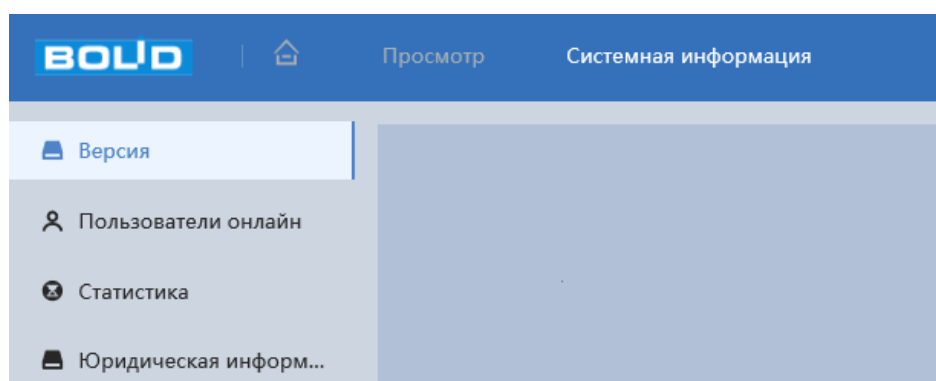 BOLID
Просмотр Системная информация
Версия
Пользователи онлайн
Статистика
Юридическая информ...